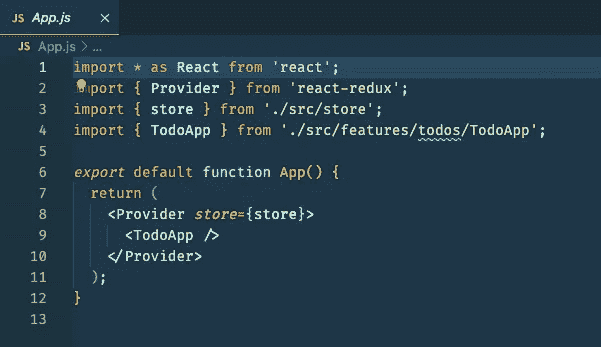 JS App.js ×
JS App.js > ...
1 import * as React from 'react';
2 import { Provider } from 'react-redux';
3 import { store } from './src/store';
4 import { TodoApp } from './src/features/todos/TodoApp';
5
6 export default function App() {
7 return (
8 <Provider store={store}>
9 <TodoApp />
10 </Provider>
11 );
12 }
13